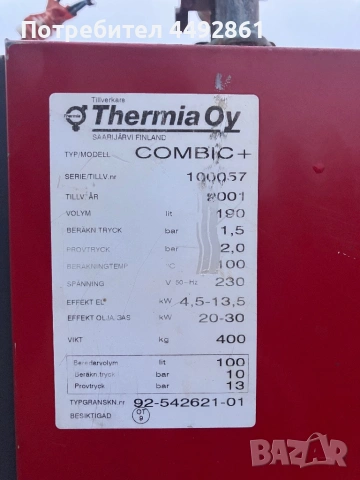 Потребител 4492861
Tillverkare
Thermia Oy
SAARIJÄRVI FINLAND
TYP/MODELL COMBIC+
SERIE/TILLV.nr 100057
TILLV. ÅR 2001
VOLYM lit 190
BERÄKN TRYCK bar 1,5
PROVTRYCK bar 2,0
BERÄKNINGTEMP °C 100
SPÄNNING V 50~Hz 230
EFFEKT EL* kW 4,5-13,5
EFFEKT OLJA, GAS kW 20-30
VIKT kg 400
Beredarvolym lit 100
Beräkn.tryck bar 10
Provtryck bar 13
TYPGRANSKN.nr 92-542621-01
BESIKTIGAD OT 9
BAZAR